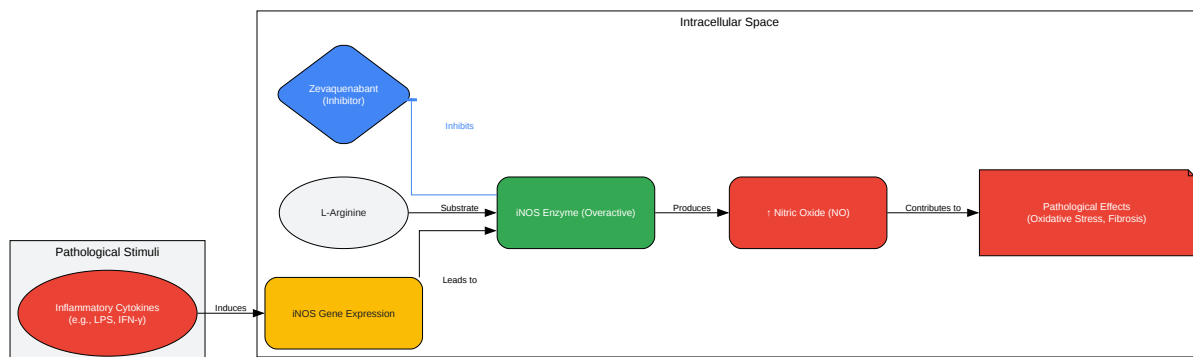 Intracellular Space
Zevaquenabant
(Inhibitor)
Inhibits
L-Arginine
Substrate
iNOS Enzyme (Overactive)
Produces
↑ Nitric Oxide (NO)
Contributes to
Pathological Effects
(Oxidative Stress, Fibrosis)
Pathological Stimuli
Inflammatory Cytokines
(e.g., LPS, IFN-γ)
Induces
iNOS Gene Expression
Leads to